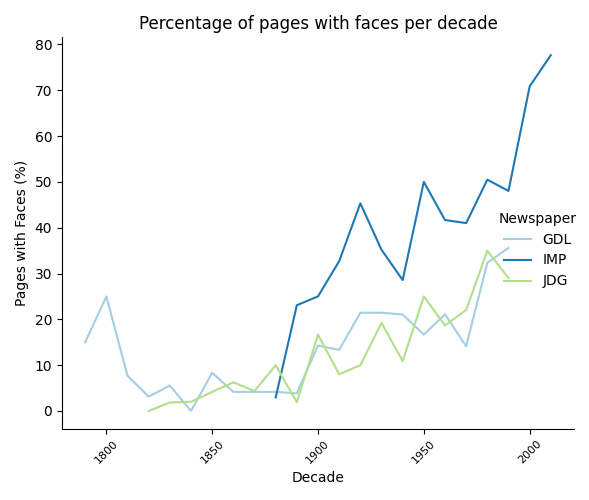 Percentage of pages with faces per decade
Pages with Faces (%)
80
70
60
50
40
30
20
10
0
Newspaper
GDL
IMP
JDG
1800
1850
1900
1950
2000
Decade